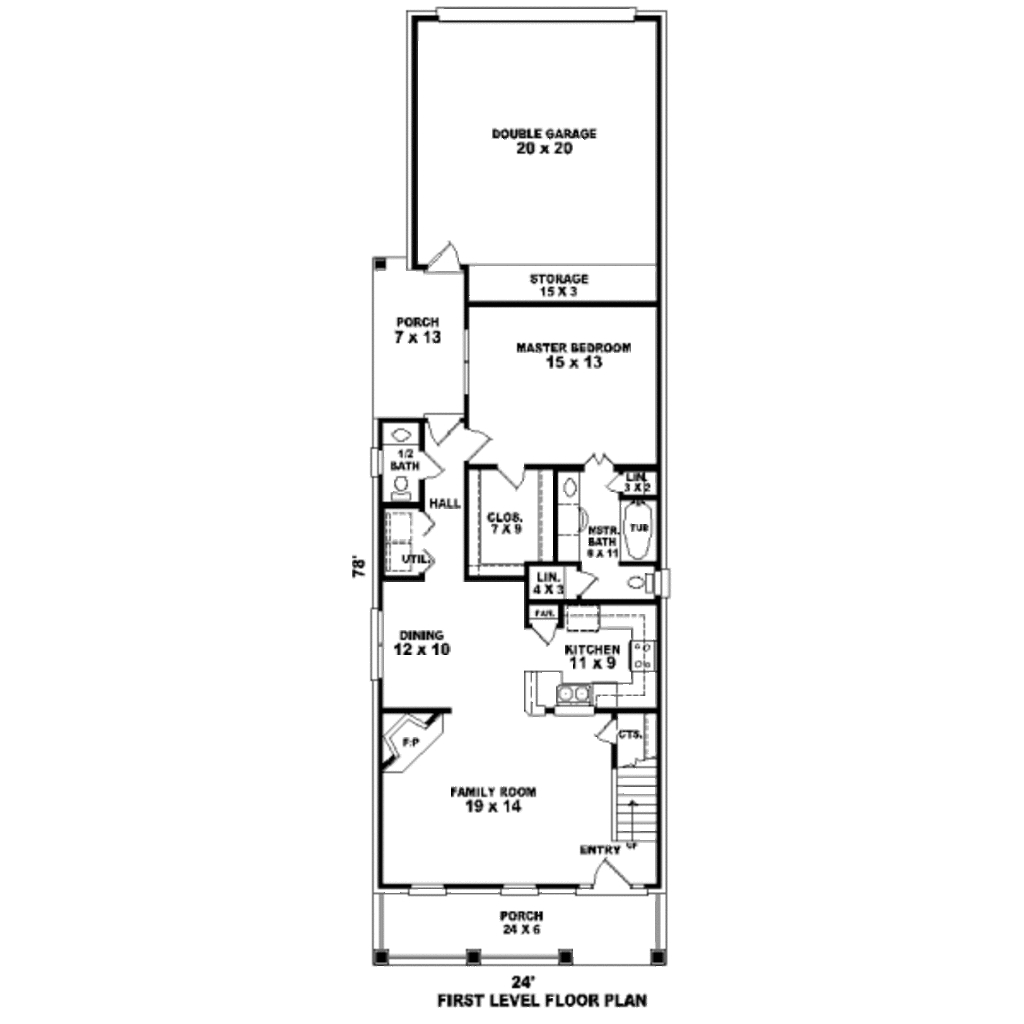 DOUBLE GARAGE
20 x 20
STORAGE
15 X 3
PORCH
7 x 13
MASTER BEDROOM
15 x 13
1/2
BATH
HALL
CLOS.
7 X 9
LIN.
3 X 2
TUB
MSTR.
BATH
8 X 11
UTIL.
78'
LIN.
4 X 3
PAN.
DINING
12 x 10
KITCHEN
11 x 9
CTS.
F.P
FAMILY ROOM
19 x 14
ENTRY
UP
PORCH
24 X 6
24'
FIRST LEVEL FLOOR PLAN